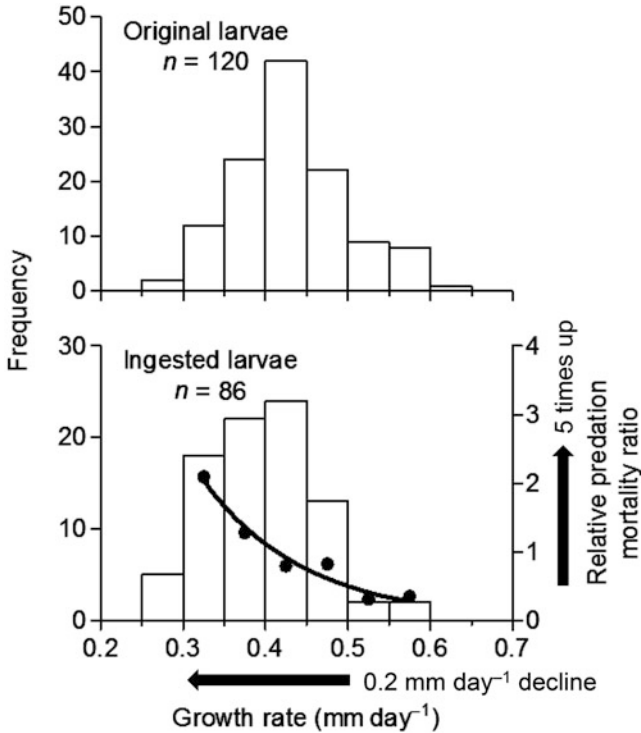 50
Original larvae
n = 120
40
30
20
10
0
Frequency
30
Ingested larvae
n = 86
20
10
0
4
3
2
1
0
5 times up
Relative predation
mortality ratio
0.2 0.3 0.4 0.5 0.6 0.7
0.2 mm day⁻¹ decline
Growth rate (mm day⁻¹)